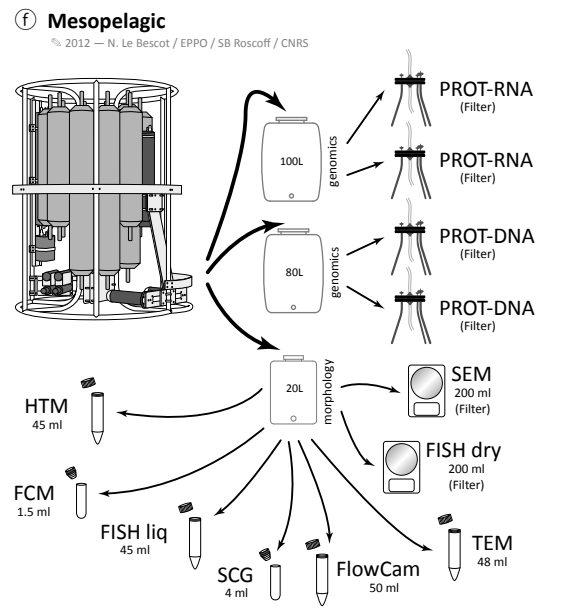 f Mesopelagic
✎ 2012 — N. Le Bescot / EPPO / SB Roscoff / CNRS
100L
genomics
PROT-RNA
(Filter)
PROT-RNA
(Filter)
80L
genomics
PROT-DNA
(Filter)
PROT-DNA
(Filter)
20L
morphology
SEM
200 ml
(Filter)
HTM
45 ml
FISH dry
200 ml
(Filter)
FCM
1.5 ml
FISH liq
45 ml
SCG
4 ml
FlowCam
50 ml
TEM
48 ml